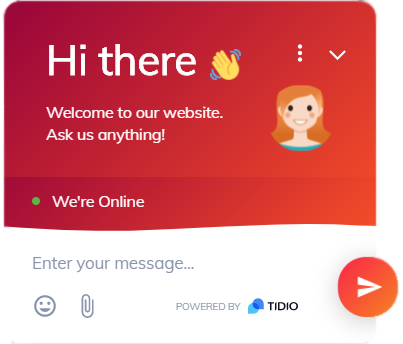 Hi there 👋
Welcome to our website.
Ask us anything!
We're Online
Enter your message...
POWERED BY TIDIO